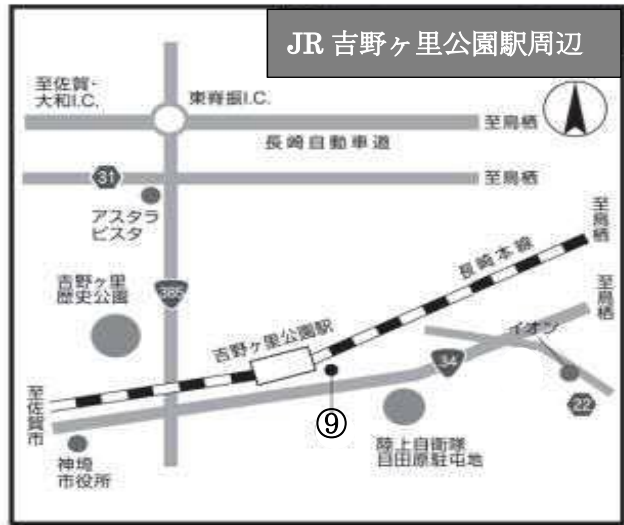 JR 吉野ヶ里公園駅周辺
至佐賀・
大和I.C.
東脊振I.C.
至鳥栖
長崎自動車道
31
至鳥栖
アスタラ
ビスタ
至鳥栖
長崎本線
吉野ヶ里
歴史公園
385
至鳥栖
吉野ヶ里公園駅
イオン
34
至佐賀市
⑨
22
神埼
市役所
陸上自衛隊
目田原駐屯地